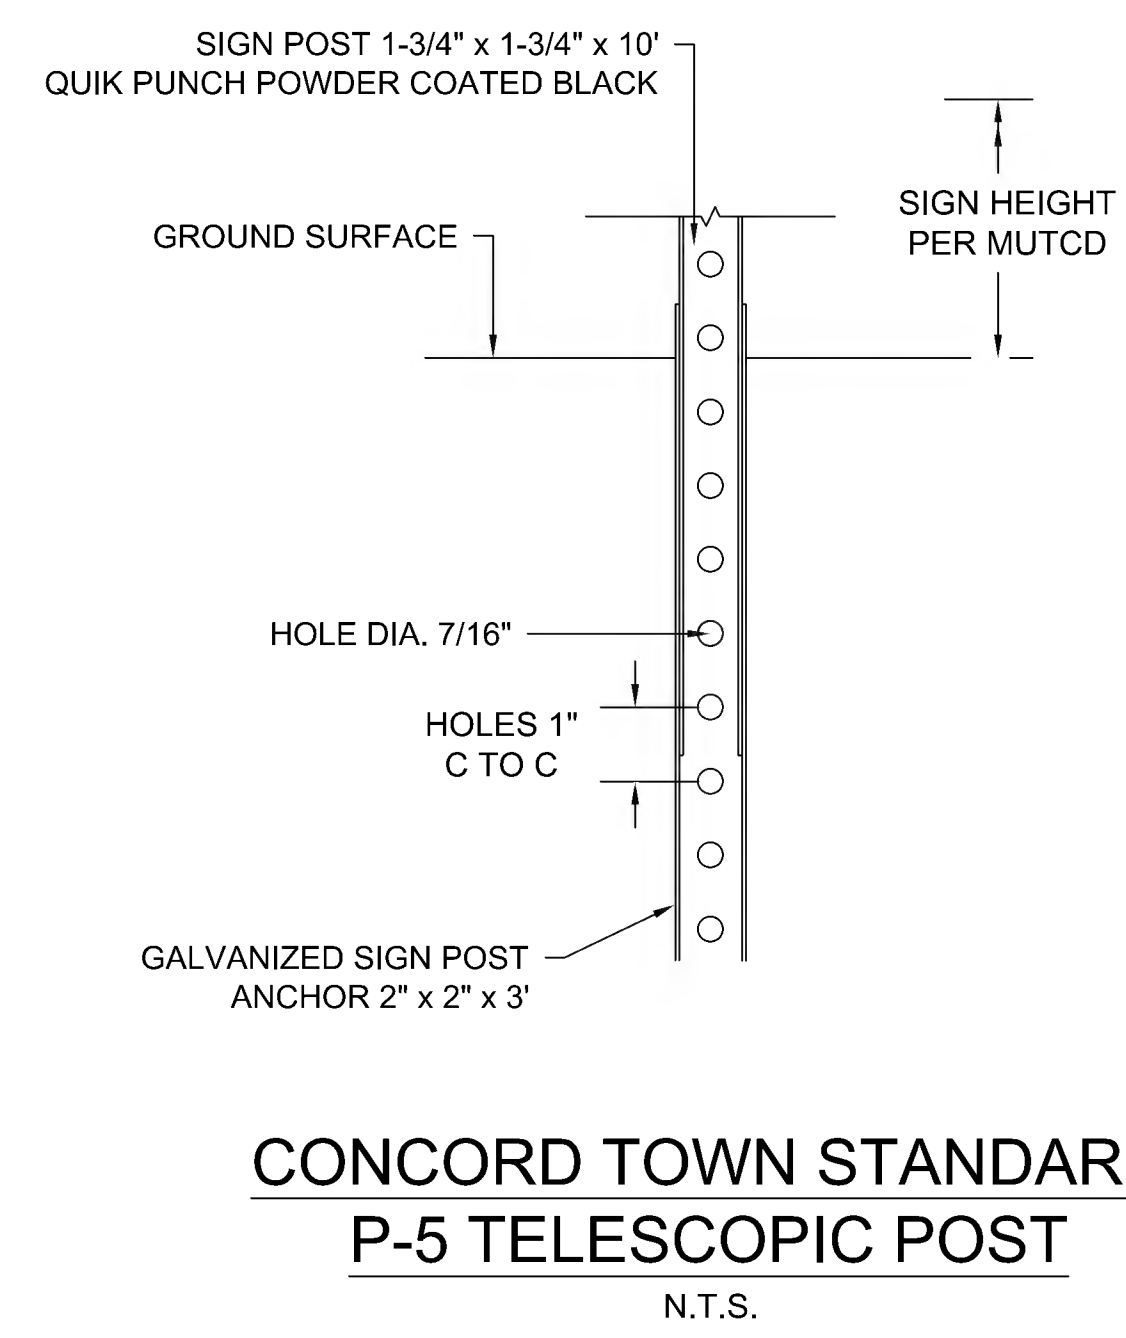 SIGN POST 1-3/4" x 1-3/4" x 10'
QUIK PUNCH POWDER COATED BLACK
SIGN HEIGHT
PER MUTCD
GROUND SURFACE
HOLE DIA. 7/16"
HOLES 1"
C TO C
GALVANIZED SIGN POST
ANCHOR 2" x 2" x 3'
CONCORD TOWN STANDAR
P-5 TELESCOPIC POST
N.T.S.